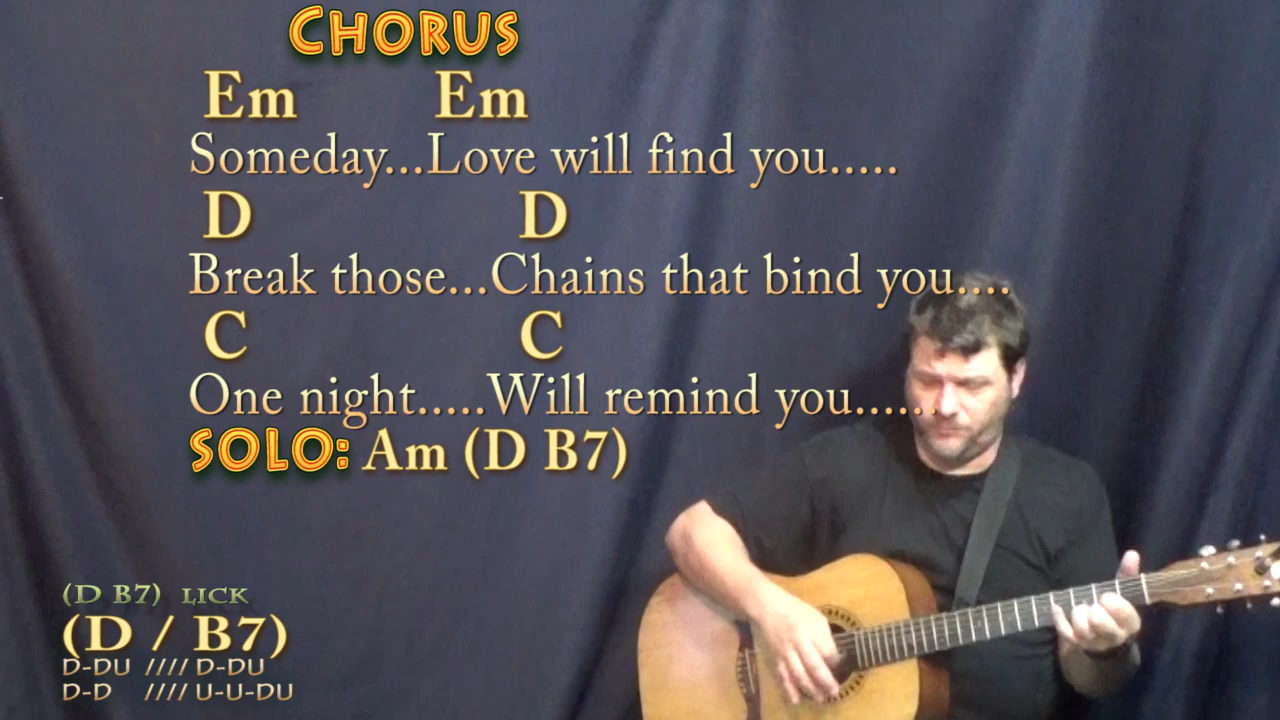 CHORUS
Em Em
Someday...Love will find you.....
D D
Break those...Chains that bind you....
C C
One night.....Will remind you......
SOLO: Am (D B7)
(D B7) LICK
(D / B7)
D-DU //// D-DU
D-D //// U-U-DU